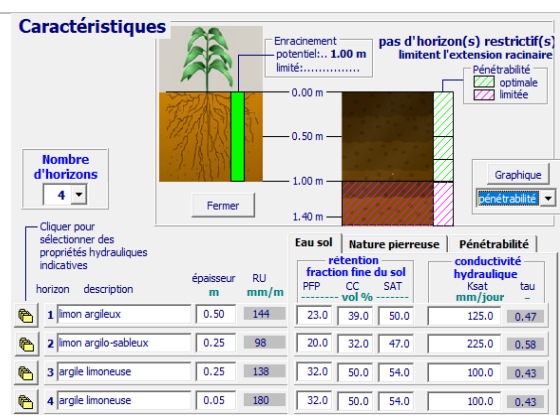 Caractéristiques
Enracinement
potentiel:.. 1.00 m
limité:...............
pas d'horizon(s) restrictif(s)
limitent l'extension racinaire
Pénétrabilité
optimale
limitée
0.00 m
0.50 m
1.00 m
1.40 m
Nombre
d'horizons
4
Fermer
Graphique
pénétrabilité
Cliquer pour
sélectionner des
propriétés hydrauliques
indicatives
horizon description
épaisseur
m
RU
mm/m
Eau sol
Nature pierreuse
Pénétrabilité
rétention
fraction fine du sol
PFP CC SAT
-------- vol % --------
conductivité
hydraulique
Ksat tau
mm/jour -
1 limon argileux 0.50 144 23.0 39.0 50.0 125.0 0.47
2 limon argilo-sableux 0.25 98 20.0 32.0 47.0 225.0 0.58
3 argile limoneuse 0.25 138 32.0 50.0 54.0 100.0 0.43
4 argile limoneuse 0.05 180 32.0 50.0 54.0 100.0 0.43